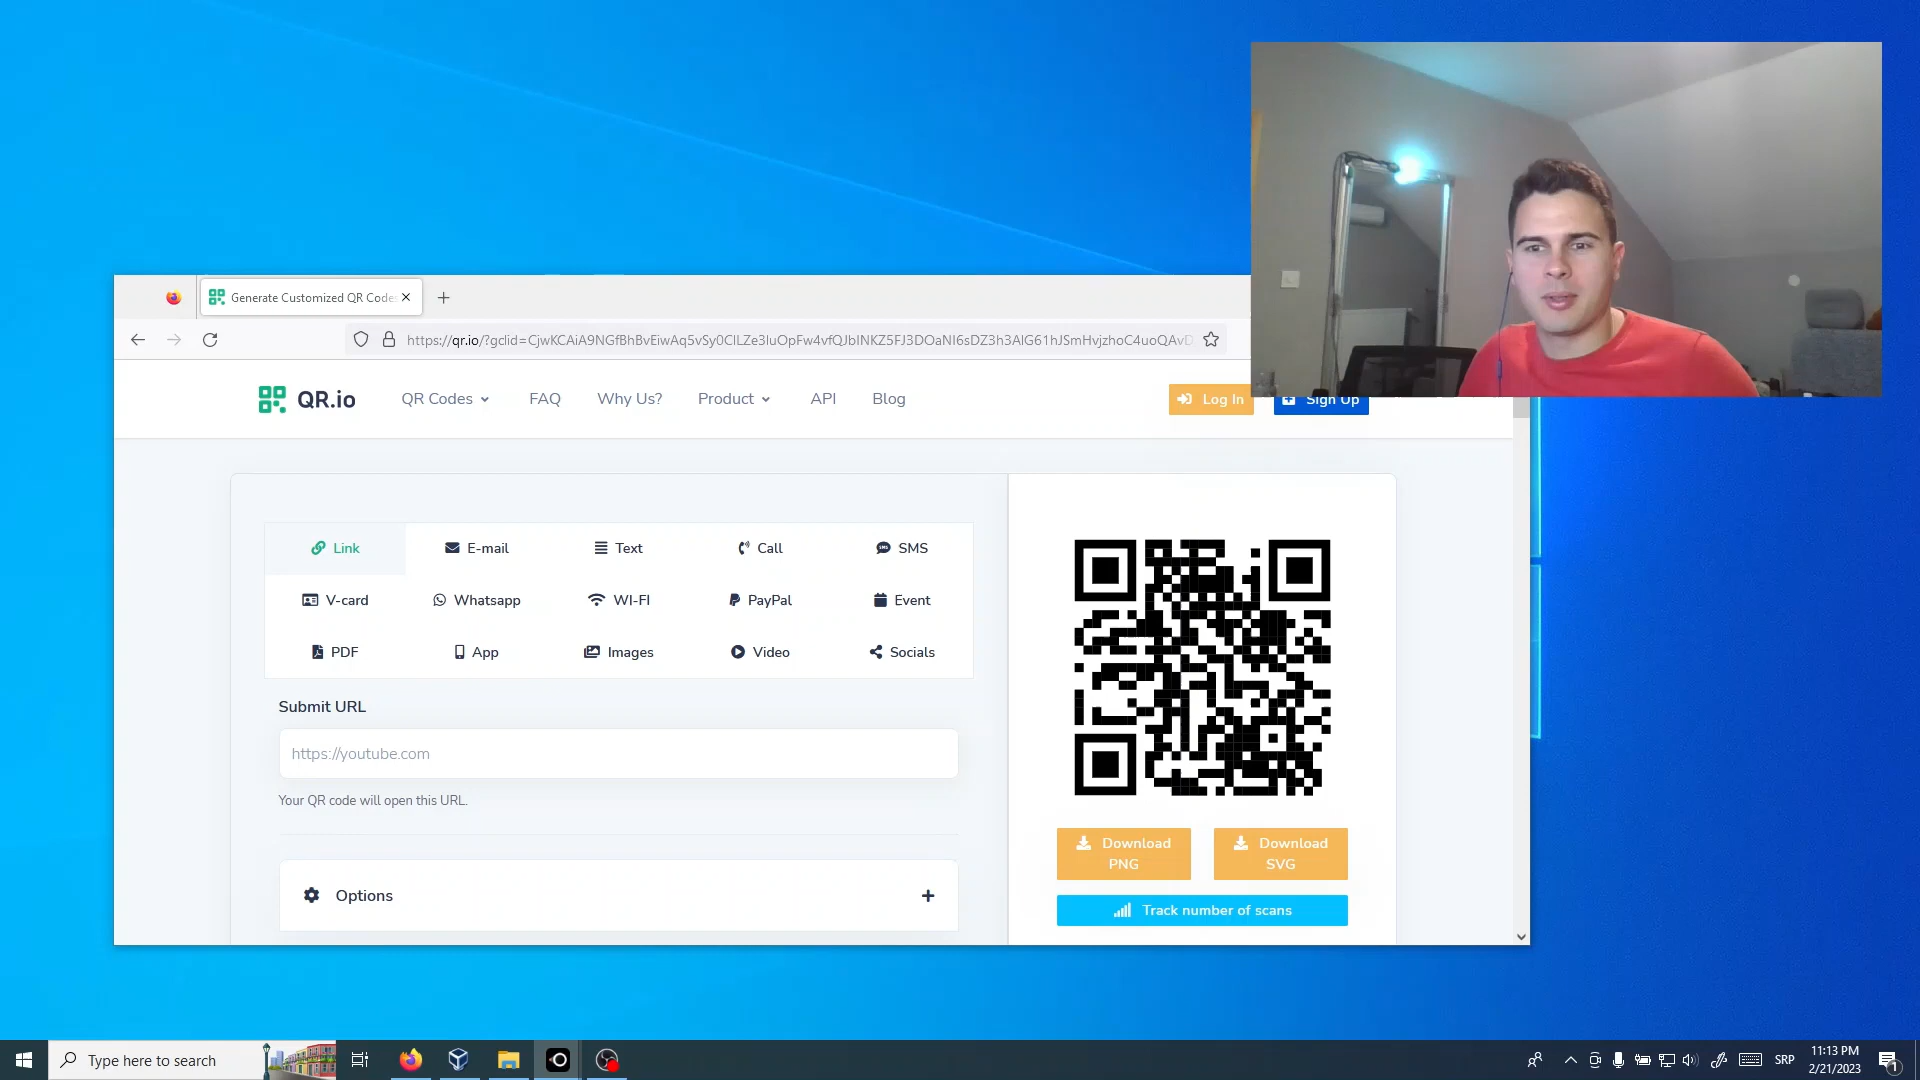 Generate Customized QR Code
https://qr.io/?gclid=CjwKCAiA9NGfBhBvEiwAq5vSy0ClLZe3luOpFw4vfQJbINKZ5FJ3DOaNI6sDZ3h3AlG61hJSmHvjzhoC4uoQAvD
QR.io
QR Codes
FAQ
Why Us?
Product
API
Blog
Log In
Sign Up
Link
E-mail
Text
Call
SMS
V-card
Whatsapp
WI-FI
PayPal
Event
PDF
App
Images
Video
Socials
Submit URL
https://youtube.com
Your QR code will open this URL.
Options
Download
PNG
Download
SVG
Track number of scans
Type here to search
SRP
11:13 PM
2/21/2023
1